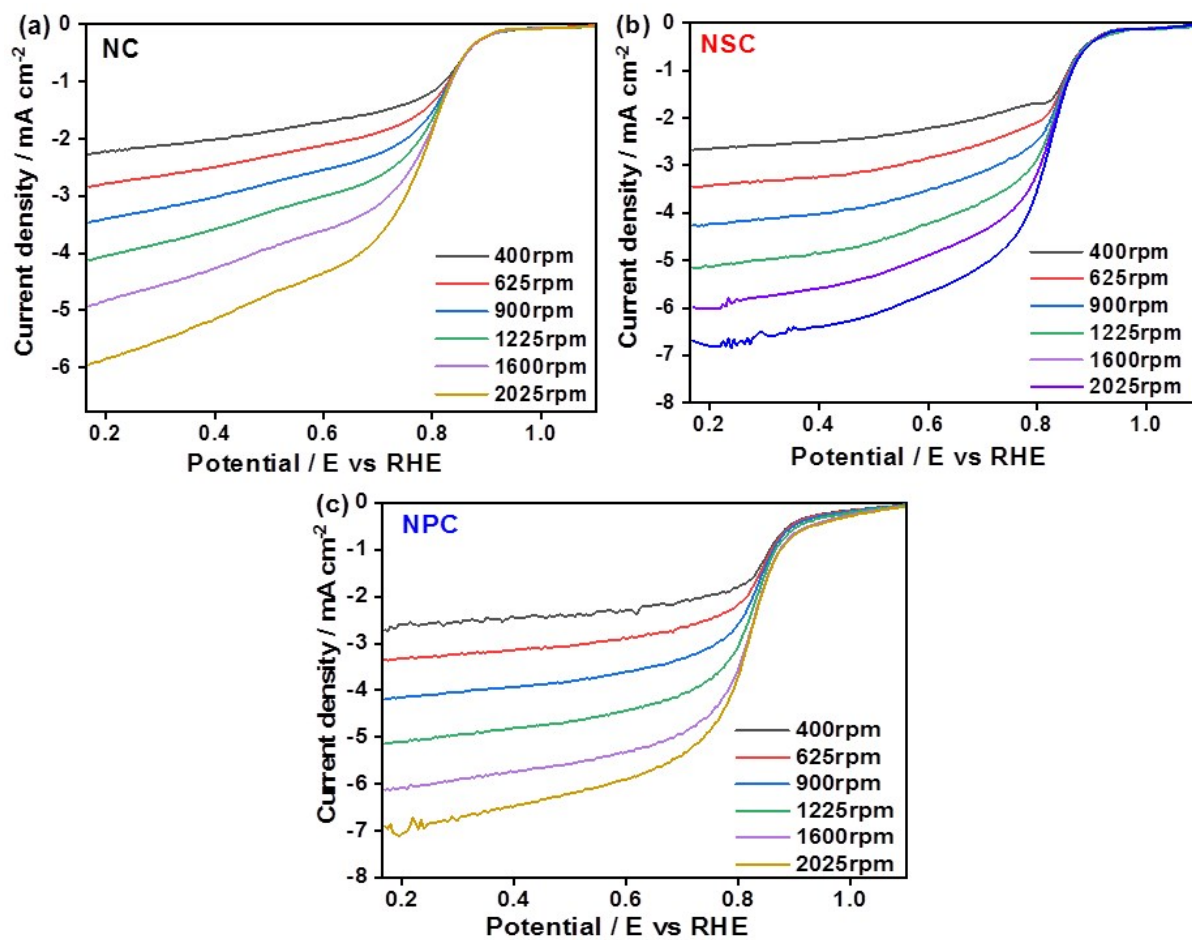 (a)
NC
0
-1
-2
-3
-4
-5
-6
Current density / mA cm-2
400rpm
625rpm
900rpm
1225rpm
1600rpm
2025rpm
0.2 0.4 0.6 0.8 1.0
Potential / E vs RHE
(b)
NSC
0
-1
-2
-3
-4
-5
-6
-7
-8
Current density / mA cm-2
400rpm
625rpm
900rpm
1225rpm
1600rpm
2025rpm
0.2 0.4 0.6 0.8 1.0
Potential / E vs RHE
(c)
NPC
0
-1
-2
-3
-4
-5
-6
-7
-8
Current density / mA cm-2
400rpm
625rpm
900rpm
1225rpm
1600rpm
2025rpm
0.2 0.4 0.6 0.8 1.0
Potential / E vs RHE